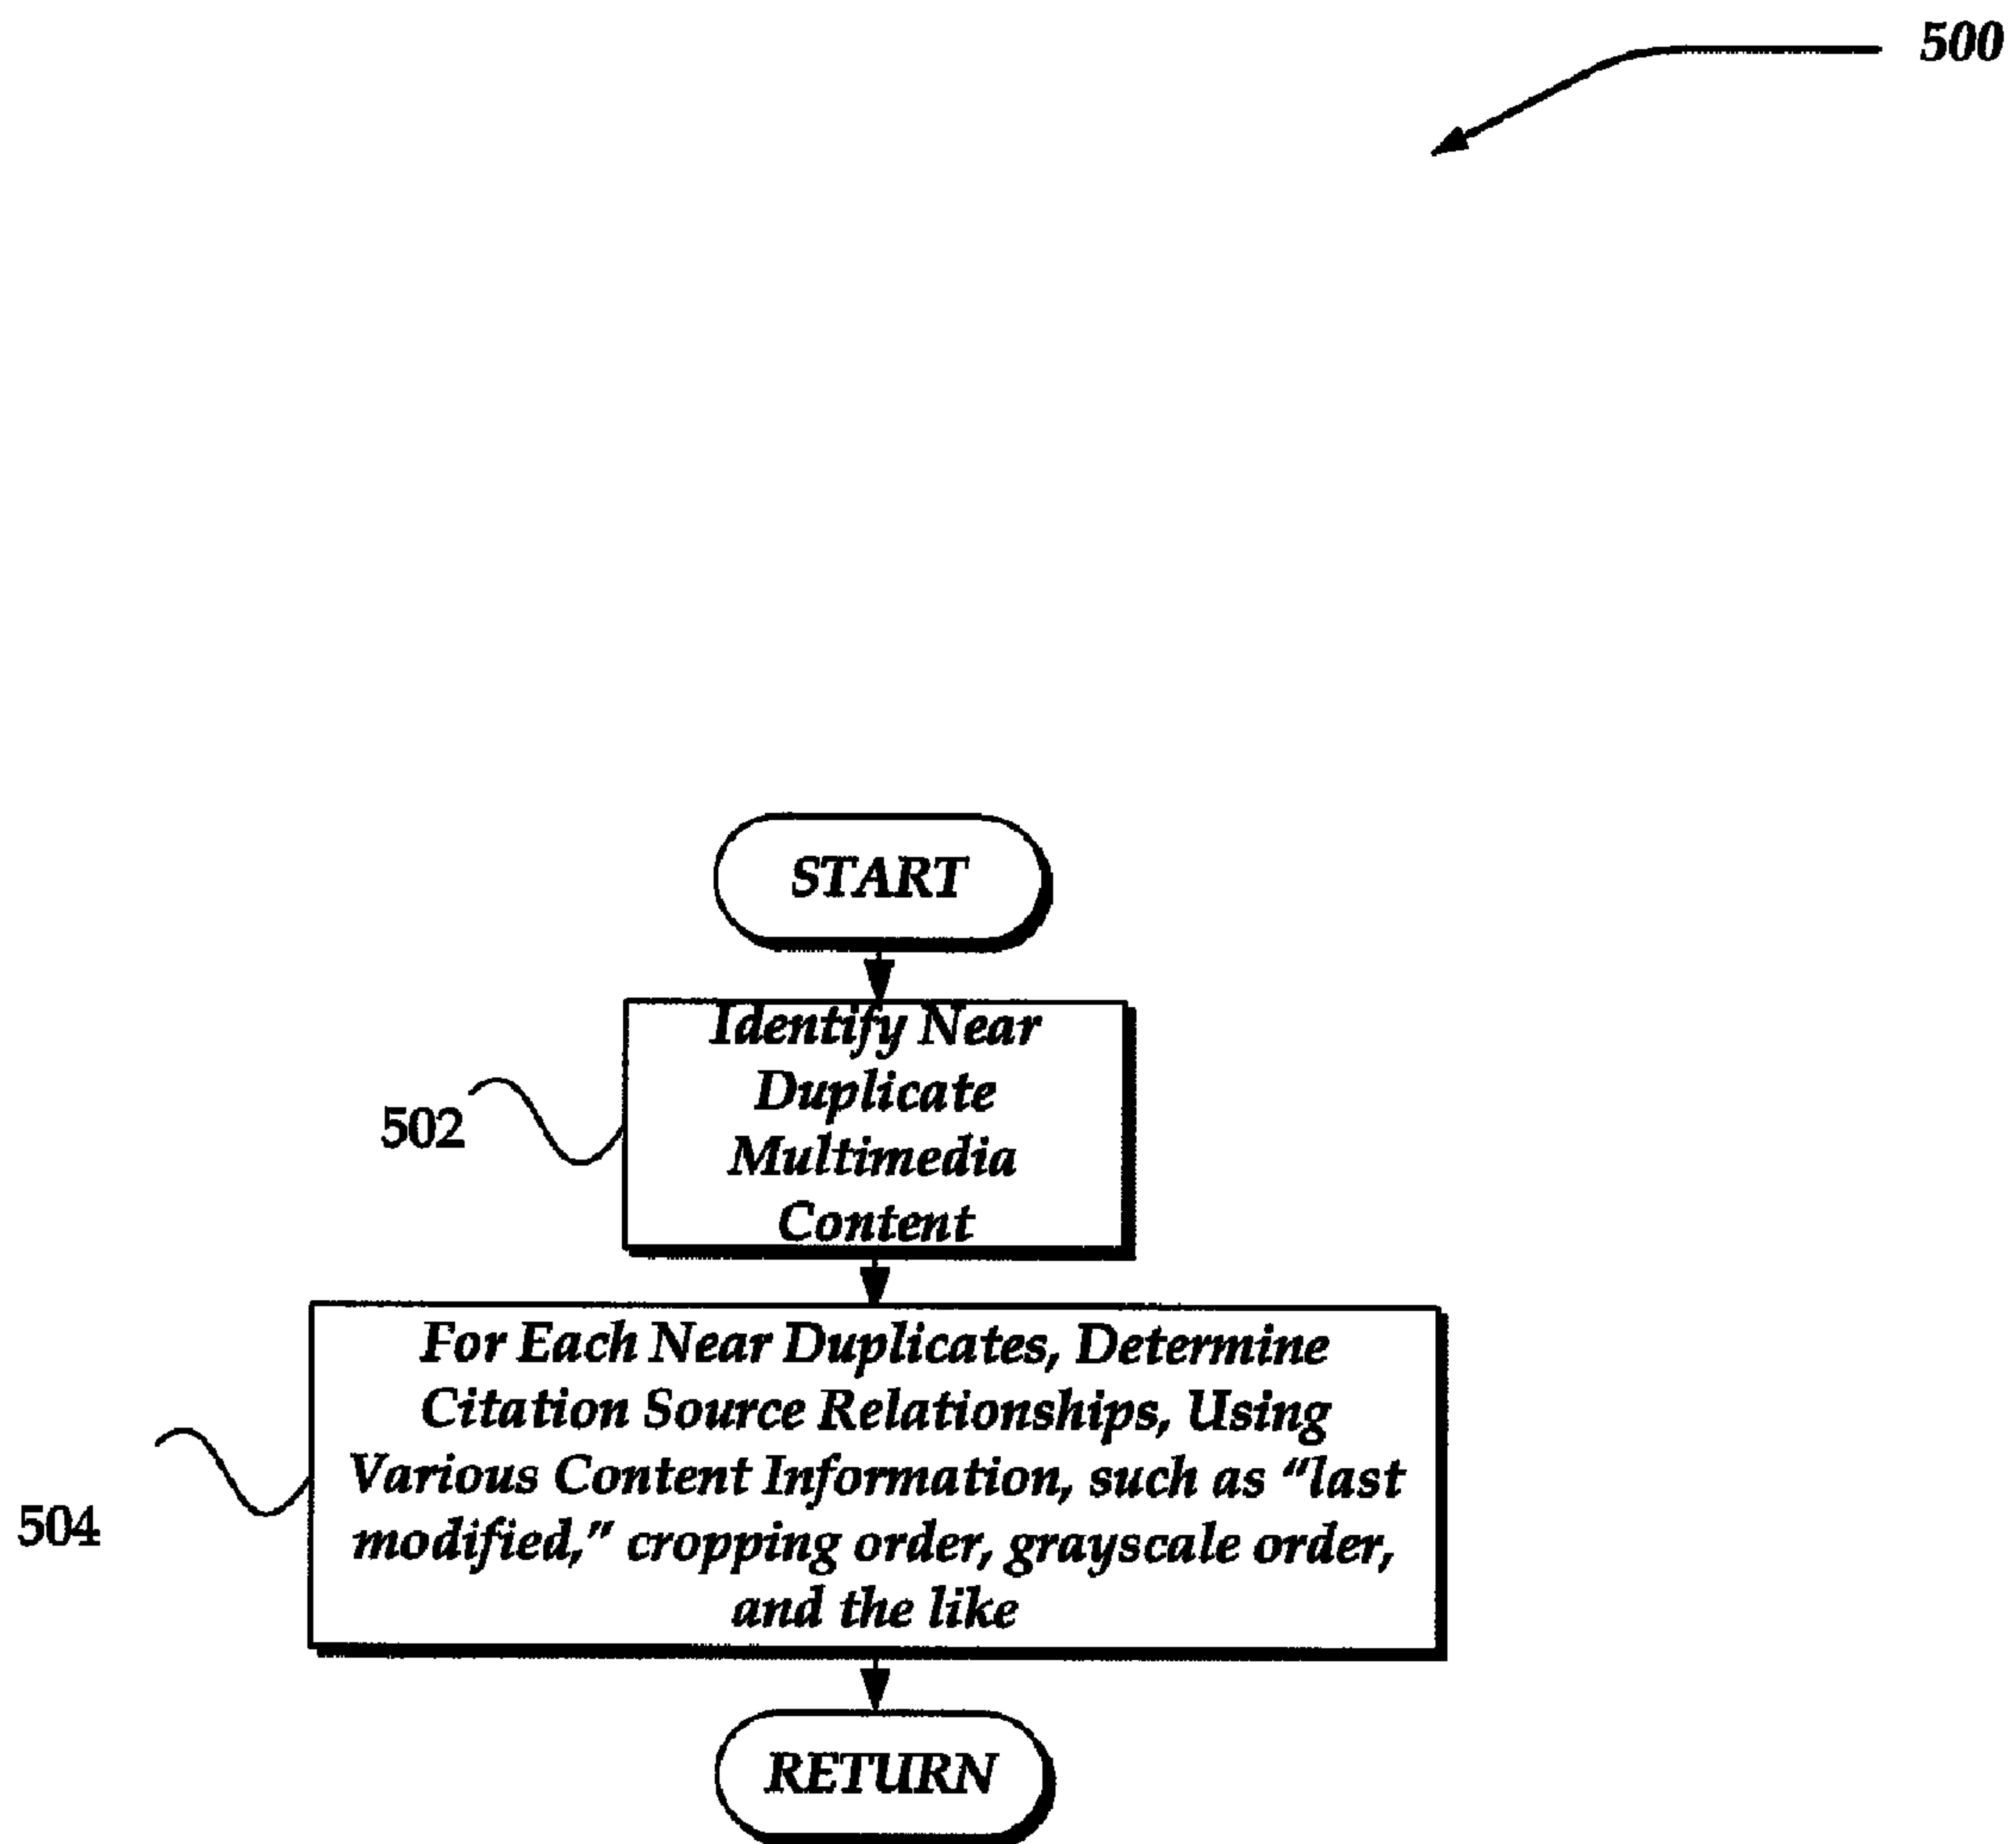 500
START
Identify Near
Duplicate
Multimedia
Content
502
For Each Near Duplicates, Determine
Citation Source Relationships, Using
Various Content Information, such as “last
modified,” cropping order, grayscale order,
and the like
504
RETURN